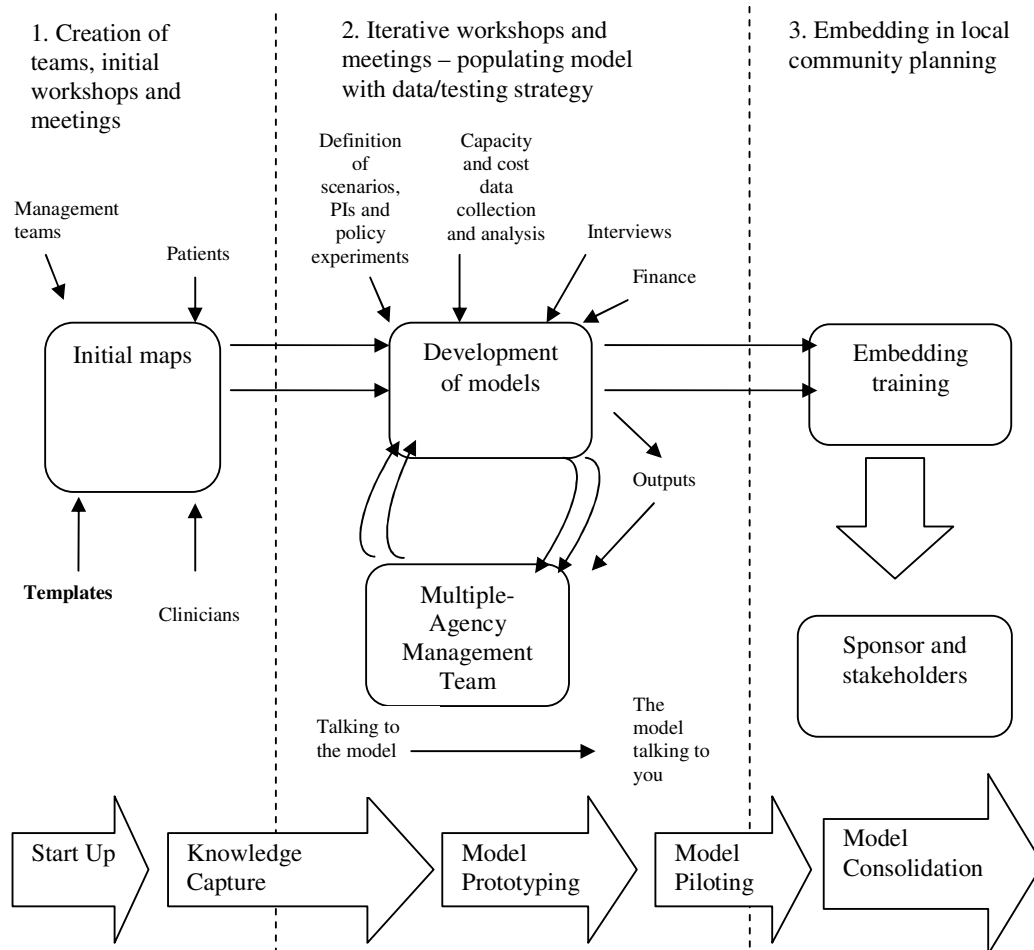 1. Creation of
teams, initial
workshops and
meetings
2. Iterative workshops and
meetings – populating model
with data/testing strategy
3. Embedding in local
community planning
Management
teams
Patients
Definition
of
scenarios,
PIs and
policy
experiments
Capacity
and cost
data
collection
and analysis
Interviews
Finance
Initial maps
Development
of models
Embedding
training
Outputs
Templates
Clinicians
Multiple-
Agency
Management
Team
Sponsor and
stakeholders
Talking to
the model
The
model
talking to
you
Start Up
Knowledge
Capture
Model
Prototyping
Model
Piloting
Model
Consolidation